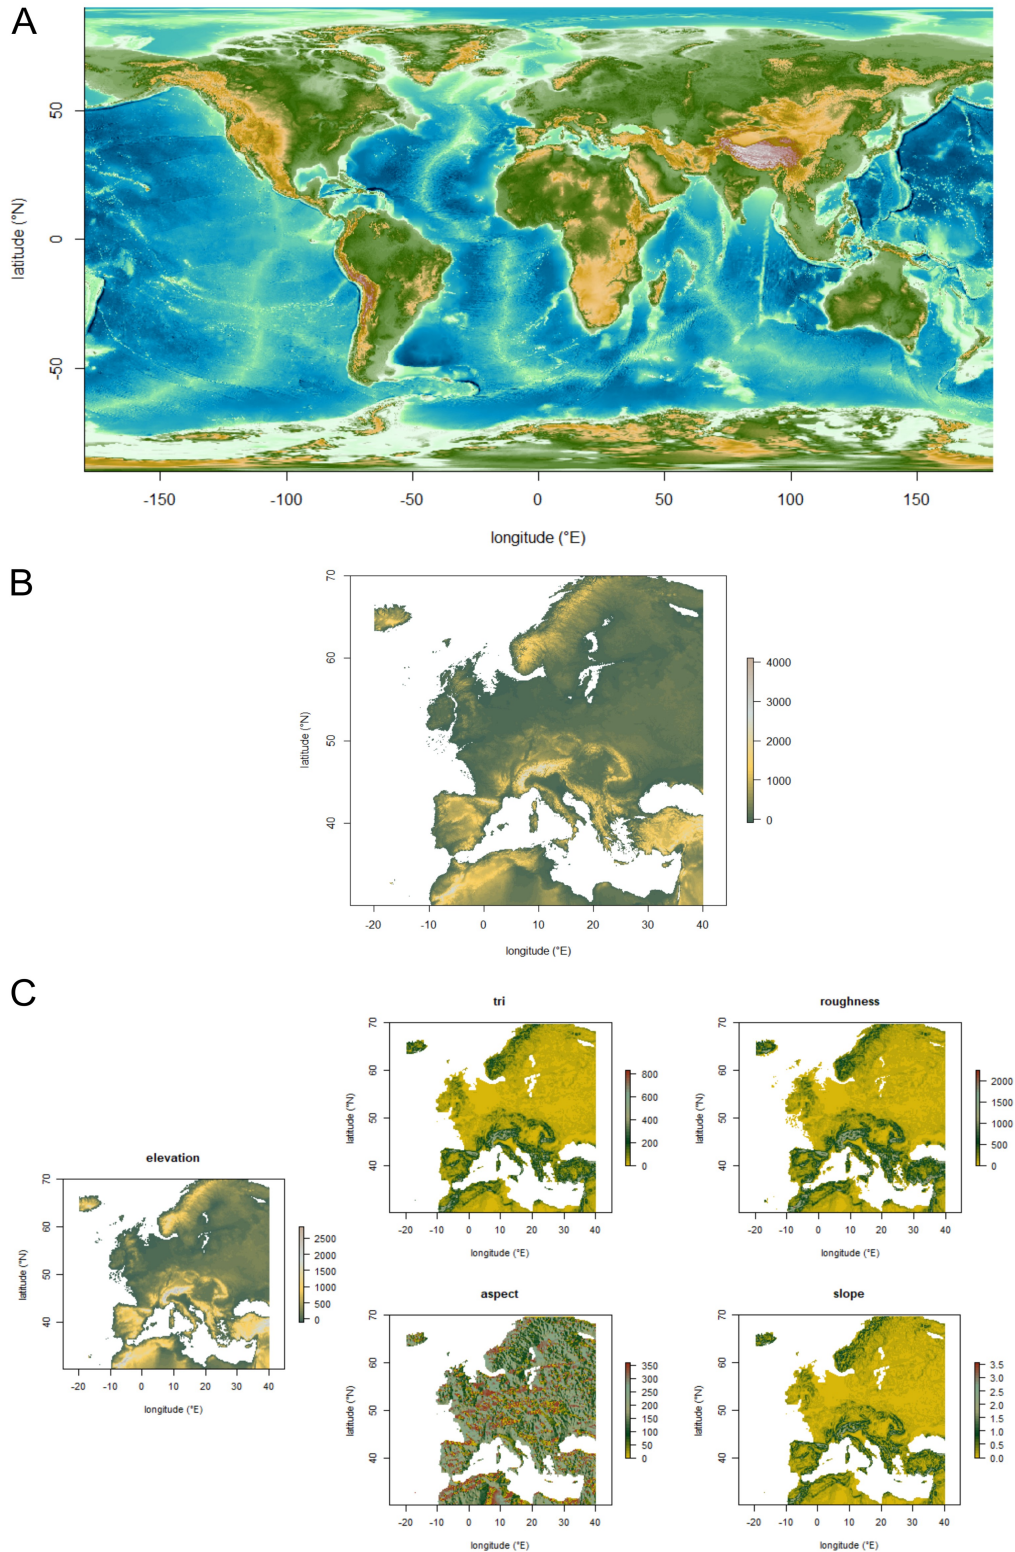 A
50
0
-50
latitude (°N)
-150 -100 -50 0 50 100 150
longitude (°E)
B
70
60
50
40
latitude (°N)
-20 -10 0 10 20 30 40
longitude (°E)
4000
3000
2000
1000
0
C
elevation
70
60
50
40
latitude (°N)
-20 -10 0 10 20 30 40
longitude (°E)
2500
2000
1500
1000
500
0
tri
70
60
50
40
latitude (°N)
-20 -10 0 10 20 30 40
longitude (°E)
800
600
400
200
0
roughness
70
60
50
40
latitude (°N)
-20 -10 0 10 20 30 40
longitude (°E)
2000
1500
1000
500
0
aspect
70
60
50
40
latitude (°N)
-20 -10 0 10 20 30 40
longitude (°E)
350
300
250
200
150
100
50
0
slope
70
60
50
40
latitude (°N)
-20 -10 0 10 20 30 40
longitude (°E)
3.5
3.0
2.5
2.0
1.5
1.0
0.5
0.0